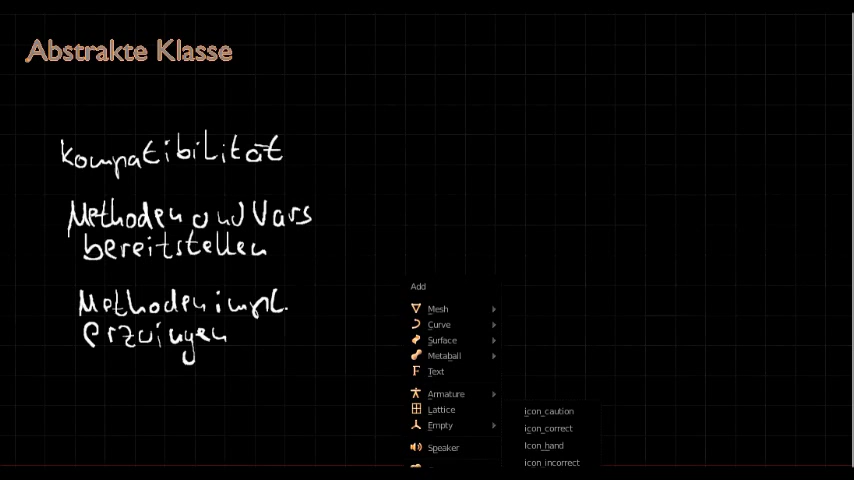 Abstrakte Klasse
Kompatibilität
Methoden und Vars
bereitstellen
Methoden impl.
erzwingen
Add
Mesh
Curve
Surface
Metaball
Text
Armature
Lattice
Empty
Speaker
icon_caution
icon_correct
icon_hand
icon_incorrect